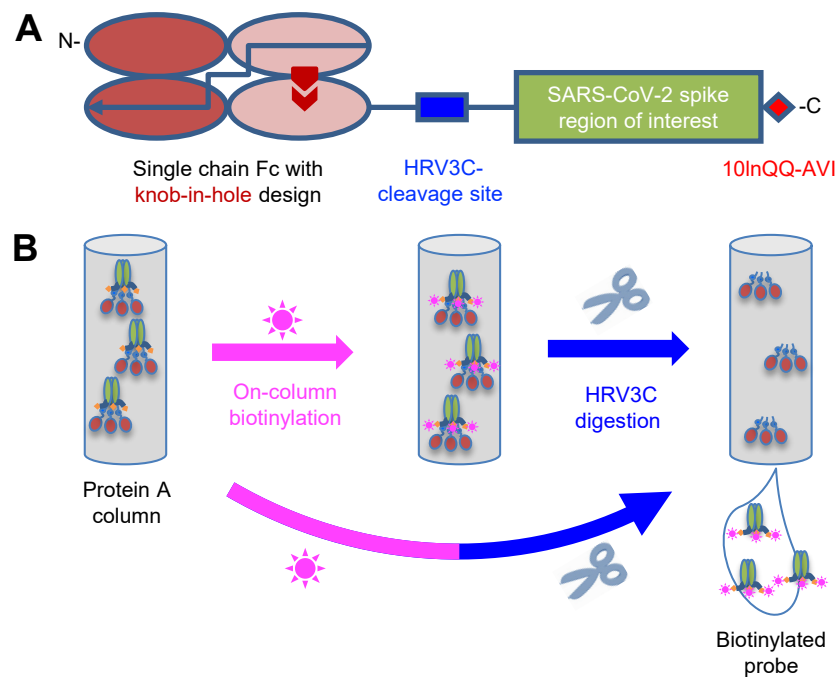 A
N-
SARS-CoV-2 spike
region of interest
-C
Single chain Fc with
knob-in-hole design
HRV3C-
cleavage site
10lnQQ-AVI
B
On-column
biotinylation
HRV3C
digestion
Protein A
column
Biotinylated
probe